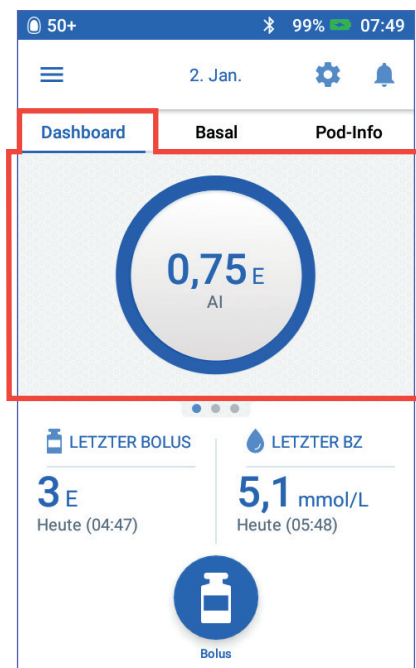 50+ 99% 07:49
2. Jan.
Dashboard Basal Pod-Info
0,75 E
AI
LETZTER BOLUS LETZTER BZ
3 E 5,1 mmol/L
Heute (04:47) Heute (05:48)
Bolus